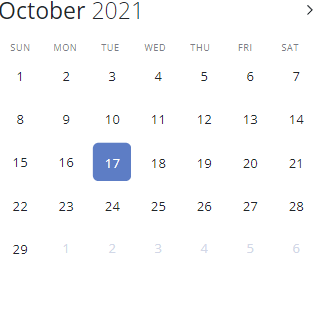 October 2021
SUN MON TUE WED THU FRI SAT
1 2 3 4 5 6 7
8 9 10 11 12 13 14
15 16 17 18 19 20 21
22 23 24 25 26 27 28
29 1 2 3 4 5 6